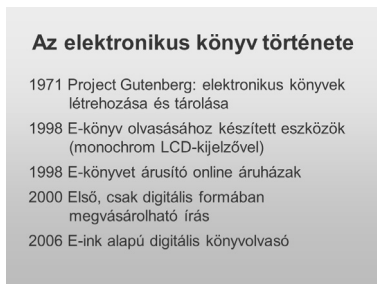 Az elektronikus könyv története
1971 Project Gutenberg: elektronikus könyvek
létrehozása és tárolása
1998 E-könyv olvasásához készített eszközök
(monochrom LCD-kijelzővel)
1998 E-könyvet árusító online áruházak
2000 Első, csak digitális formában
megvásárolható írás
2006 E-ink alapú digitális könyvolvasó